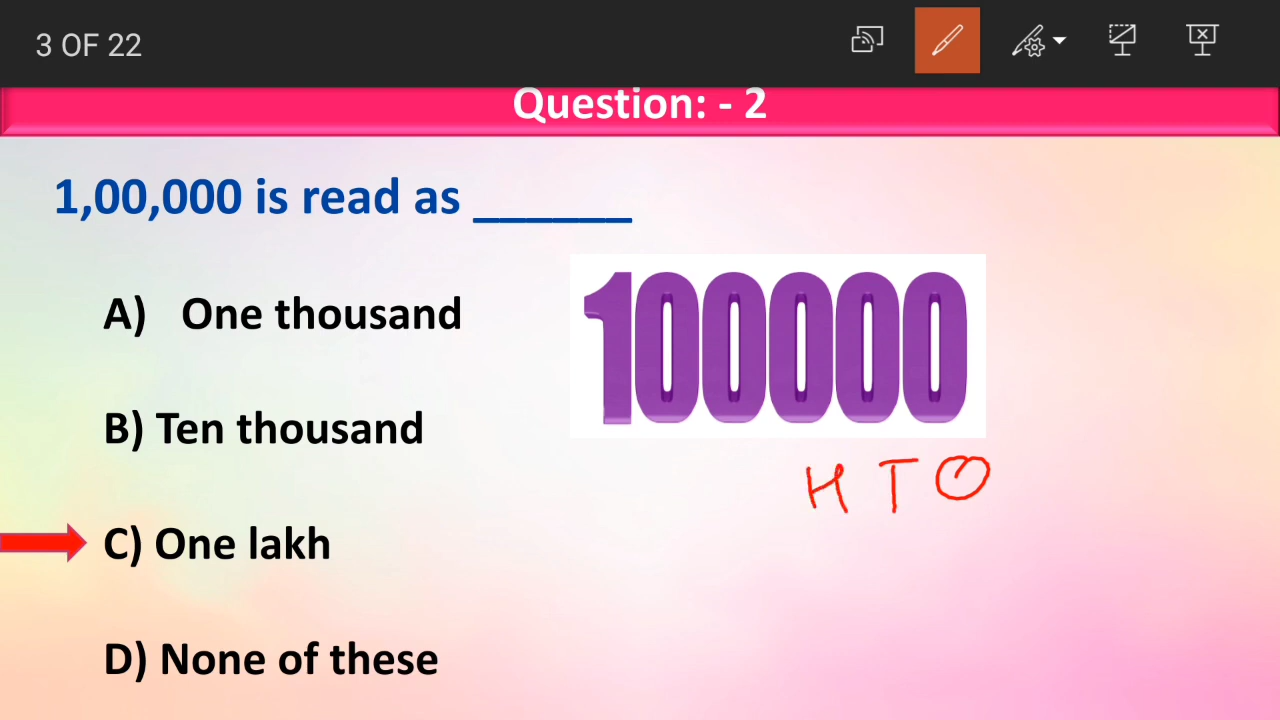 3 OF 22
Question: - 2
1,00,000 is read as ______
A) One thousand
100000
H T O
B) Ten thousand
C) One lakh
D) None of these